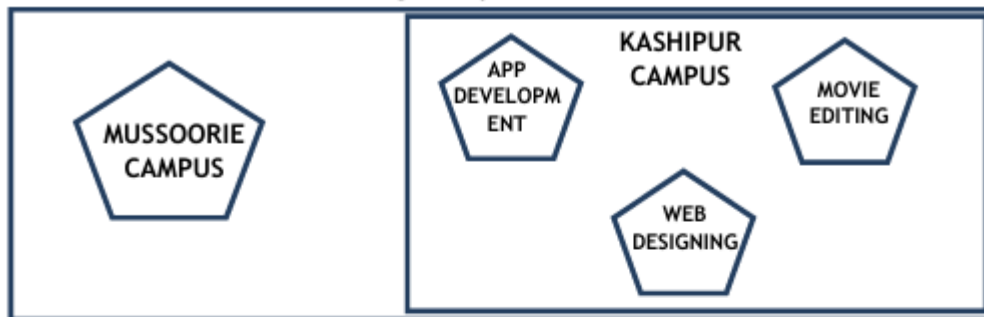 MUSSOORIE
CAMPUS
APP
DEVELOPM
ENT
KASHIPUR
CAMPUS
MOVIE
EDITING
WEB
DESIGNING